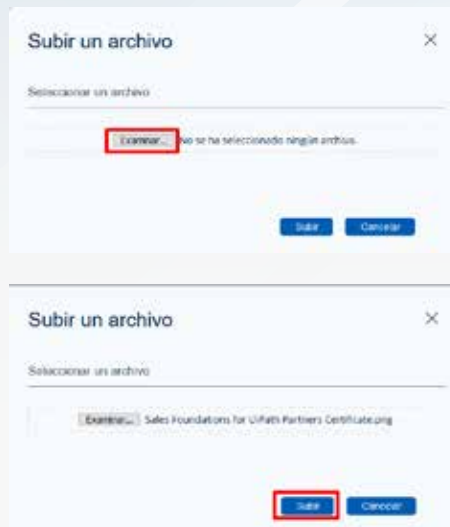 Subir un archivo
Seleccionar un archivo
Examinar... No se ha seleccionado ningún archivo.
Subir Cancelar
Subir un archivo
Seleccionar un archivo
Examinar... Sales Foundations for UiPath Partners Certificate.png
Subir Cancelar